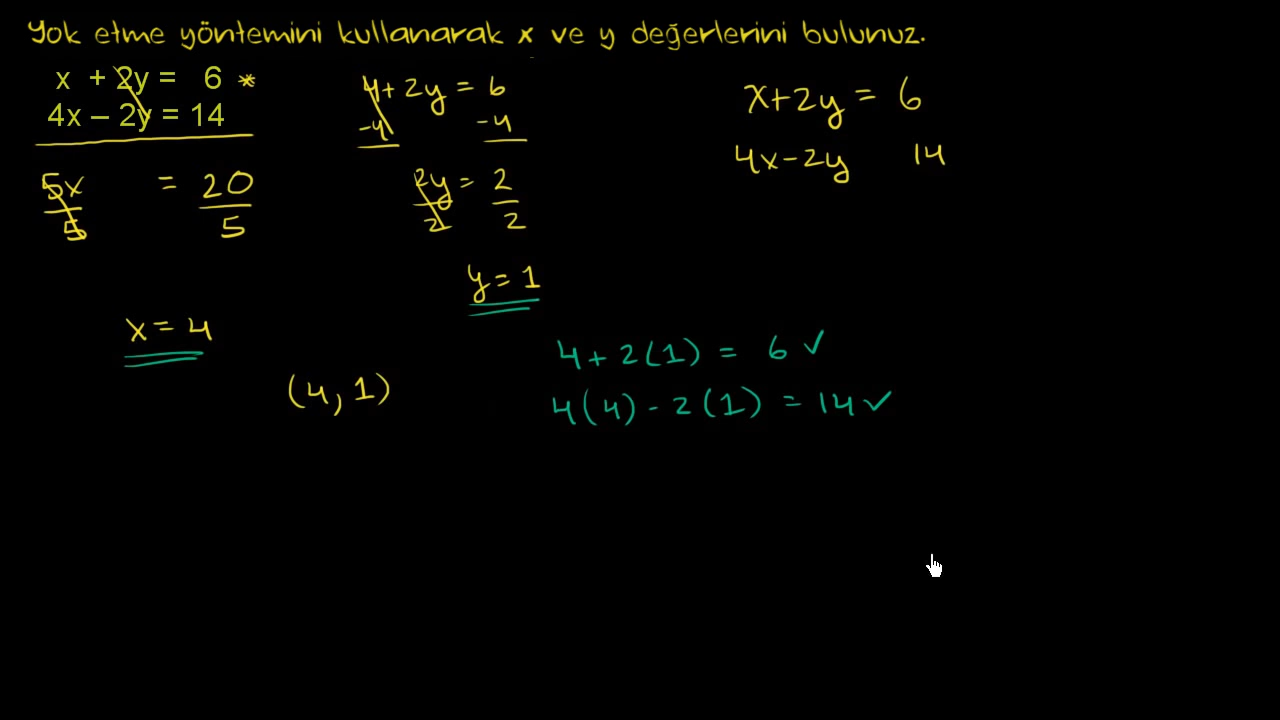 Yok etme yöntemini kullanarak x ve y değerlerini bulunuz.
x + 2y = 6 *
4x – 2y = 14
5x = 20
5 5
x = 4
(4, 1)
4 + 2y = 6
-4 -4
2y = 2
2 2
y = 1
4 + 2(1) = 6 ✓
4(4) - 2(1) = 14 ✓
x + 2y = 6
4x - 2y 14